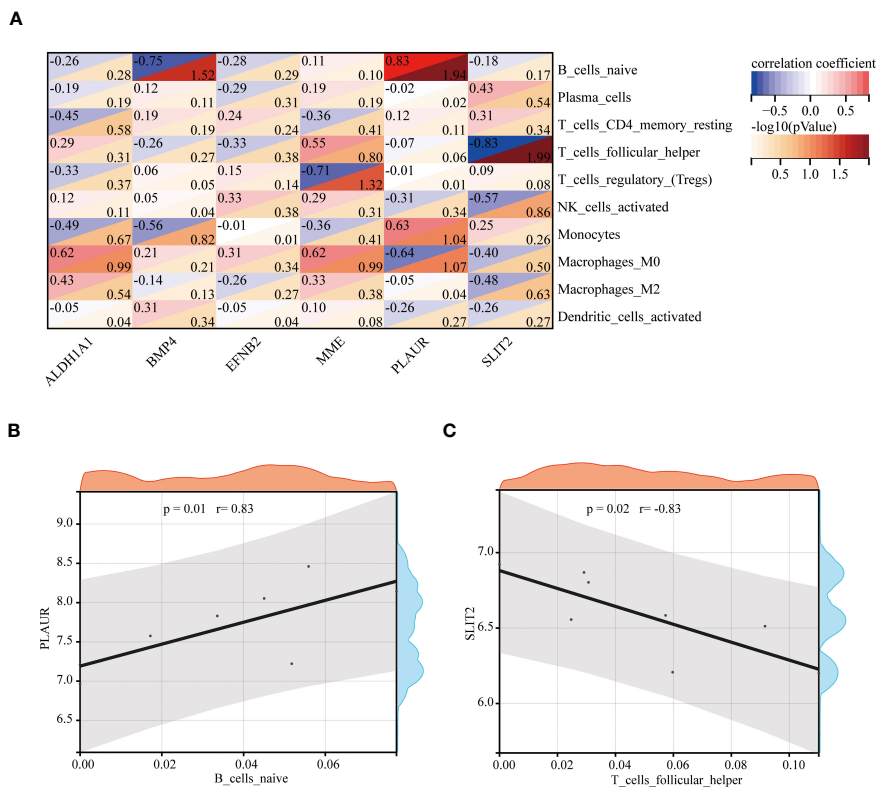 A
-0.26 -0.75 -0.28 0.11 0.83 -0.18
0.28 1.52 0.29 0.10 1.94 0.17
B_cells_naive
-0.19 0.12 -0.29 0.19 -0.02 0.43
0.19 0.11 0.31 0.19 0.02 0.54
Plasma_cells
-0.45 0.19 0.24 -0.36 0.12 0.31
0.58 0.19 0.24 0.41 0.11 0.34
T_cells_CD4_memory_resting
0.29 -0.26 -0.33 0.55 -0.07 -0.83
0.31 0.27 0.38 0.80 0.06 1.99
T_cells_follicular_helper
-0.33 0.06 0.15 -0.71 -0.01 0.09
0.37 0.05 0.14 1.32 0.01 0.08
T_cells_regulatory_(Tregs)
0.12 0.05 0.33 0.29 -0.31 -0.57
0.11 0.04 0.38 0.31 0.34 0.86
NK_cells_activated
-0.49 -0.56 -0.01 -0.36 0.63 0.25
0.67 0.82 0.01 0.41 1.04 0.26
Monocytes
0.62 0.21 0.31 0.62 -0.64 -0.40
0.99 0.21 0.34 0.99 1.07 0.50
Macrophages_M0
0.43 -0.14 -0.26 0.33 -0.05 -0.48
0.54 0.13 0.27 0.38 0.04 0.63
Macrophages_M2
-0.05 0.31 -0.05 0.10 -0.26 -0.26
0.04 0.34 0.04 0.08 0.27 0.27
Dendritic_cells_activated
ALDH1A1 BMP4 EFNB2 MME PLAUR SLIT2
correlation coefficient
-0.5 0.0 0.5
-log10(pValue)
0.5 1.0 1.5
B
p = 0.01 r= 0.83
PLAUR
9.0
8.5
8.0
7.5
7.0
6.5
0.00 0.02 0.04 0.06
B_cells_naive
C
p = 0.02 r= -0.83
SLIT2
7.0
6.5
6.0
0.00 0.02 0.04 0.06 0.08 0.10
T_cells_follicular_helper